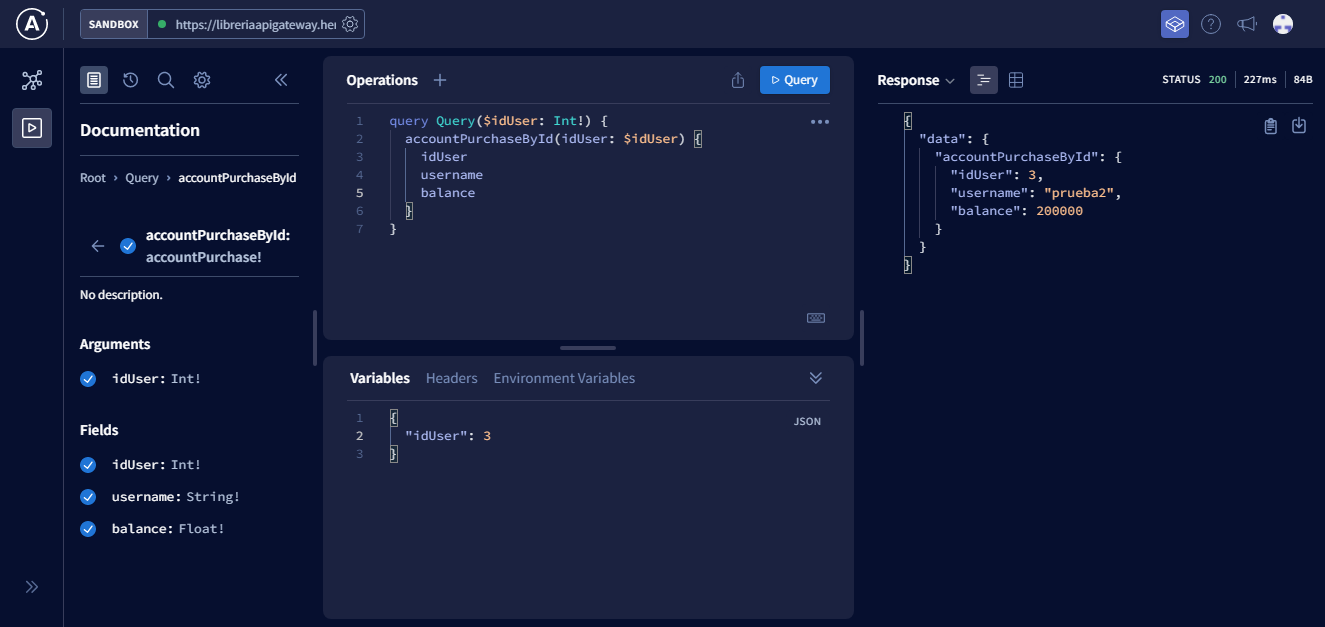 SANDBOX
https://libreriaapigateway.her
Documentation
Root › Query › accountPurchaseById
accountPurchaseById:
accountPurchase!
No description.
Arguments
idUser: Int!
Fields
idUser: Int!
username: String!
balance: Float!
Operations
Query
1 query Query($idUser: Int!) {
2 accountPurchaseById(idUser: $idUser) {
3 idUser
4 username
5 balance
6 }
7 }
Variables Headers Environment Variables
JSON
1 {
2 "idUser": 3
3 }
Response
STATUS 200 227ms 84B
{
"data": {
"accountPurchaseById": {
"idUser": 3,
"username": "prueba2",
"balance": 200000
}
}
}